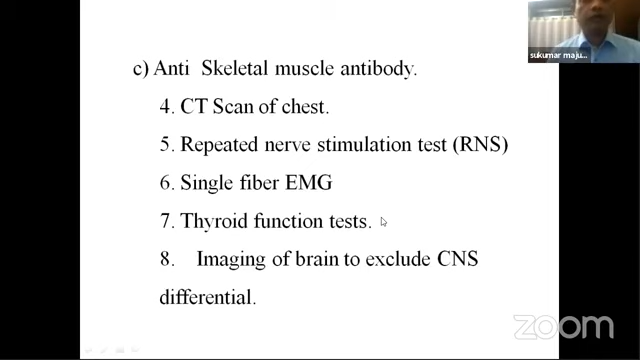 sukumar maju...
c) Anti Skeletal muscle antibody.
4. CT Scan of chest.
5. Repeated nerve stimulation test (RNS)
6. Single fiber EMG
7. Thyroid function tests.
8. Imaging of brain to exclude CNS
differential.
zoom